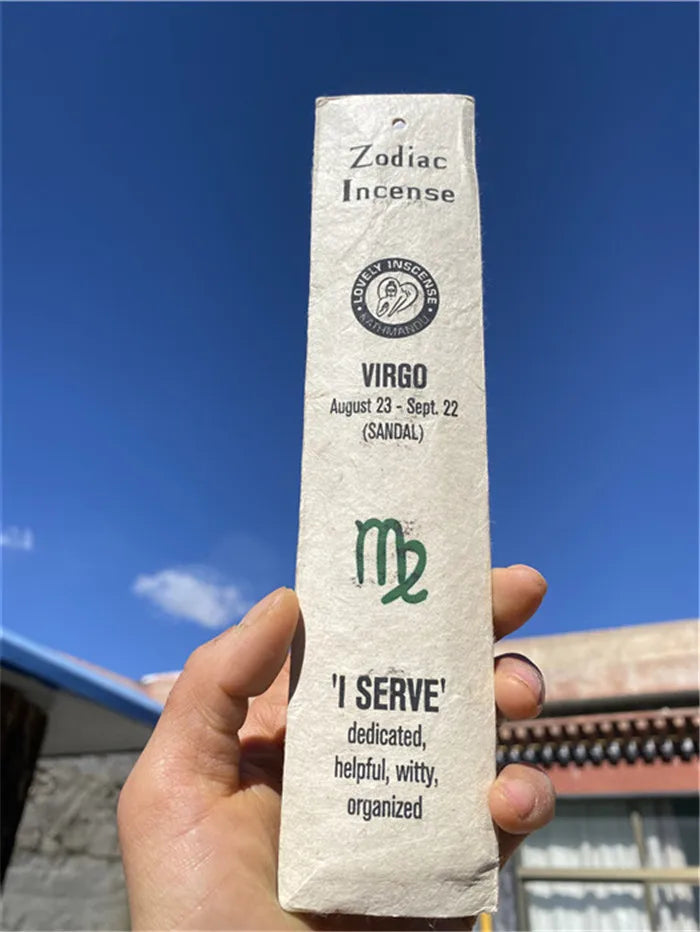 Zodiac
Incense
LOVELY INSCENSE
KATHMANDU
VIRGO
August 23 - Sept. 22
(SANDAL)
'I SERVE'
dedicated,
helpful, witty,
organized